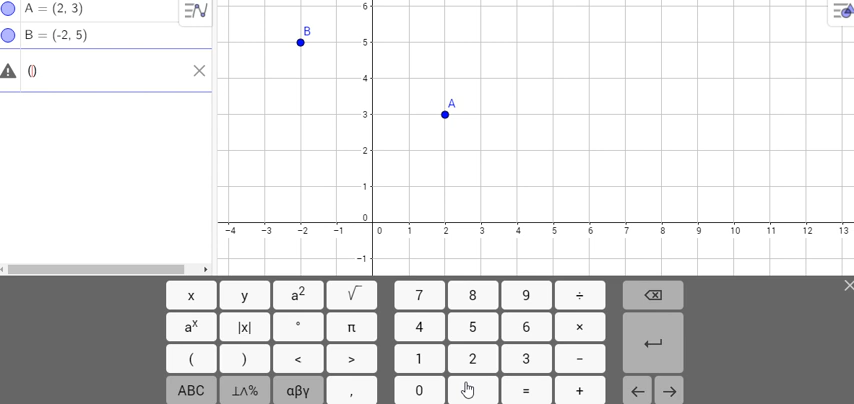 A = (2, 3)
B = (-2, 5)
()
6
B
5
4
A
3
2
1
0
−4 −3 −2 −1 0 1 2 3 4 5 6 7 8 9 10 11 12 13
−1
x y a² √ 7 8 9 ÷
aˣ |x| ° π 4 5 6 ×
( ) < > 1 2 3 −
ABC ⊥∧% αβγ , 0 = +